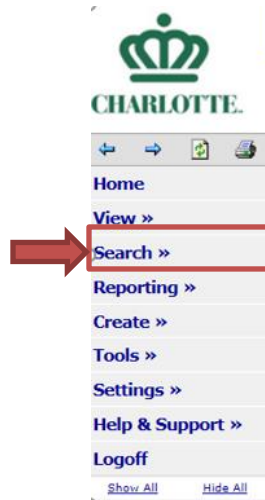 CHARLOTTE.
Home
View »
Search »
Reporting »
Create »
Tools »
Settings »
Help & Support »
Logoff
Show All Hide All